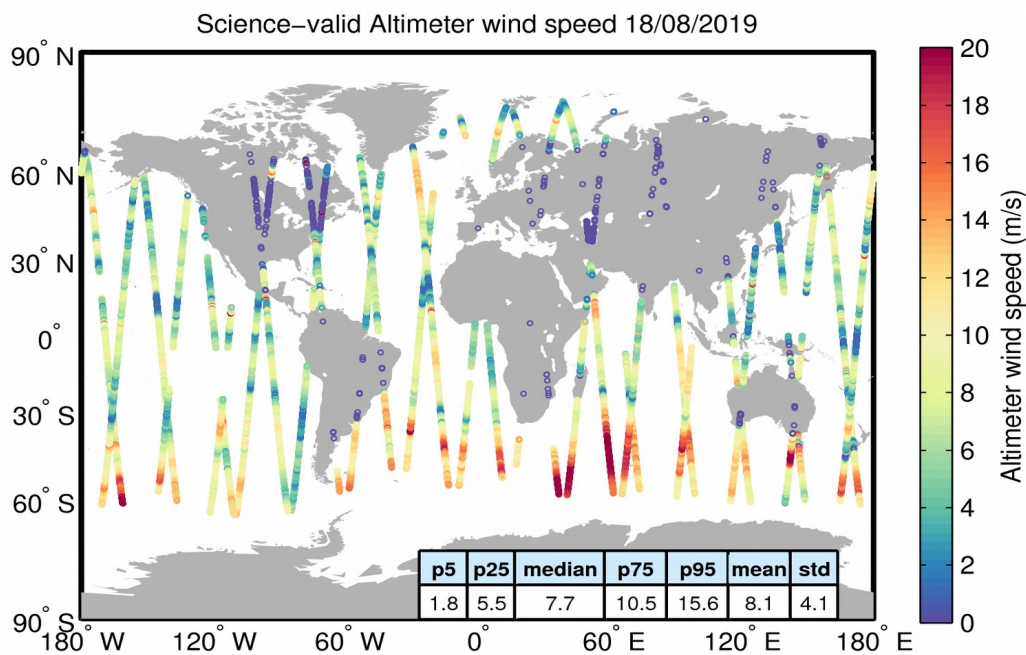 Science−valid Altimeter wind speed 18/08/2019
90° N
60° N
30° N
0°
30° S
60° S
90° S
180° W
120° W
60° W
0°
60° E
120° E
180° E
p5 p25 median p75 p95 mean std
1.8 5.5 7.7 10.5 15.6 8.1 4.1
20
18
16
14
12
10
8
6
4
2
0
Altimeter wind speed (m/s)